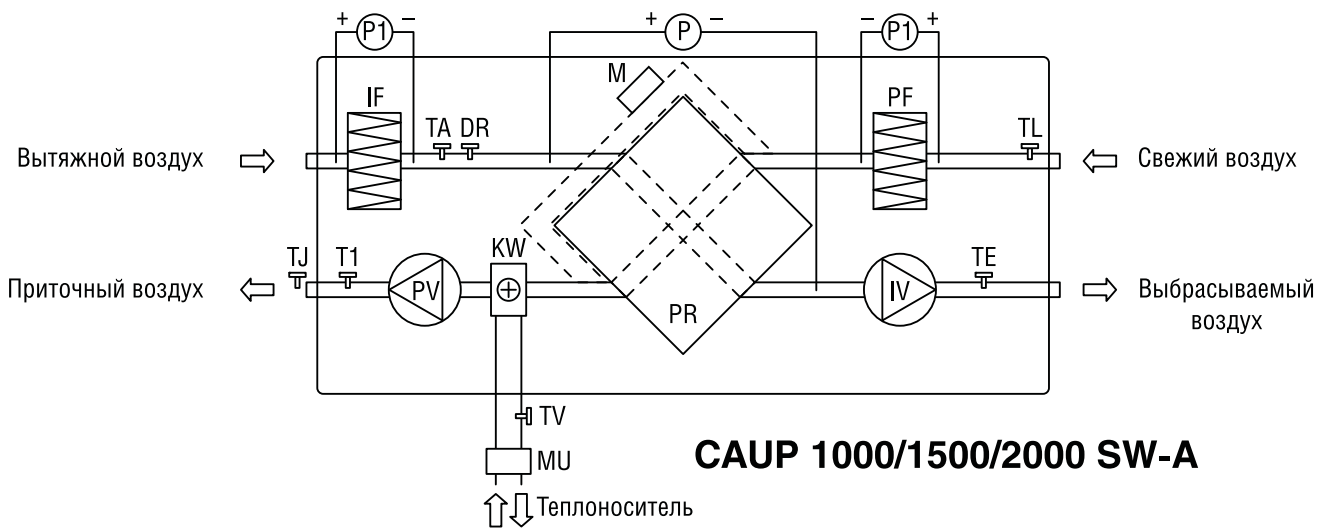 + P1 −
+ P −
− P1 +
M
IF
PF
TA DR
TL
Вытяжной воздух
Свежий воздух
KW
TJ T1
TE
Приточный воздух
PV
IV
PR
Выбрасываемый
воздух
TV
MU
CAUP 1000/1500/2000 SW-A
Теплоноситель